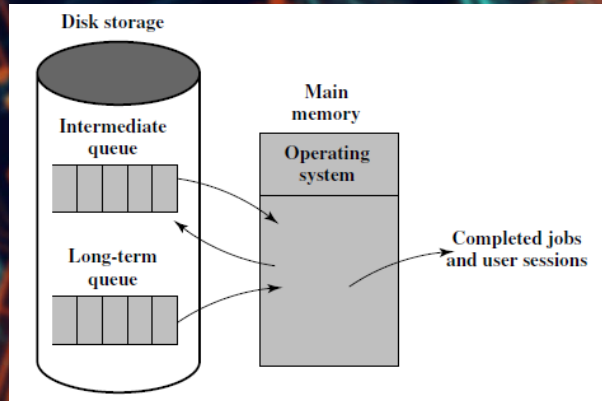 Disk storage
Intermediate
queue
Long-term
queue
Main
memory
Operating
system
Completed jobs
and user sessions